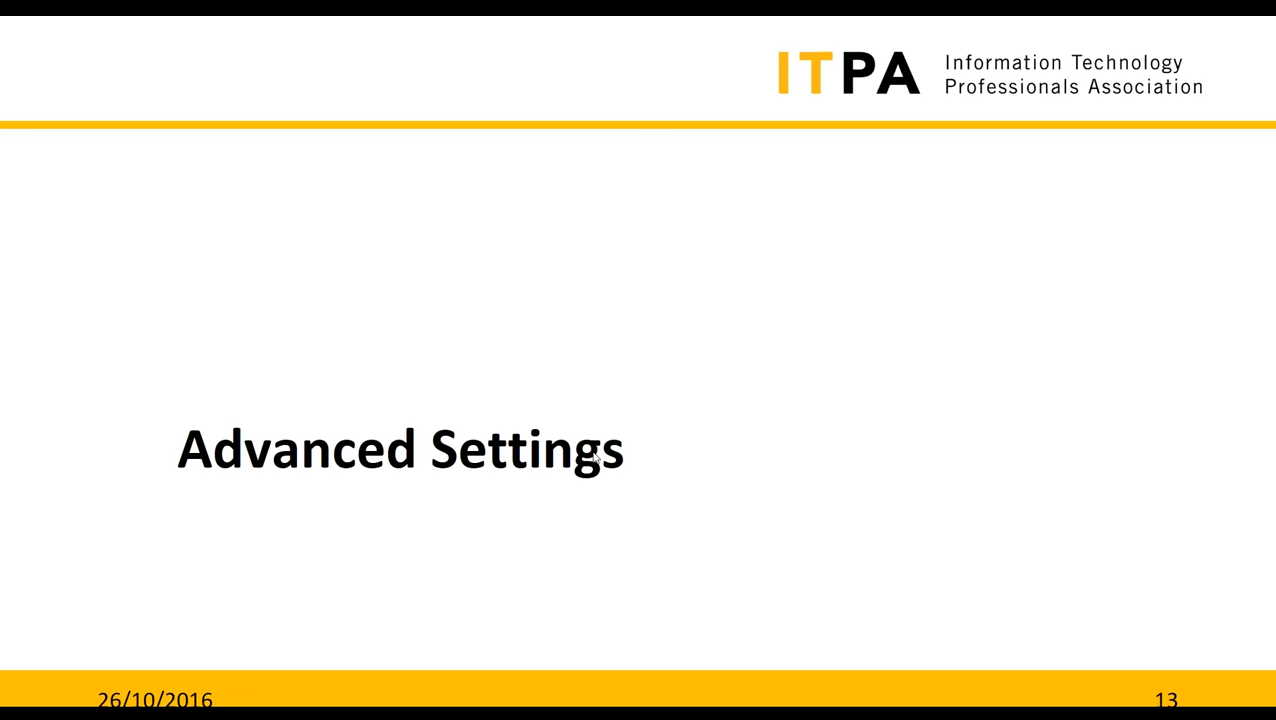 ITPA
Information Technology
Professionals Association
Advanced Settings
26/10/2016
13